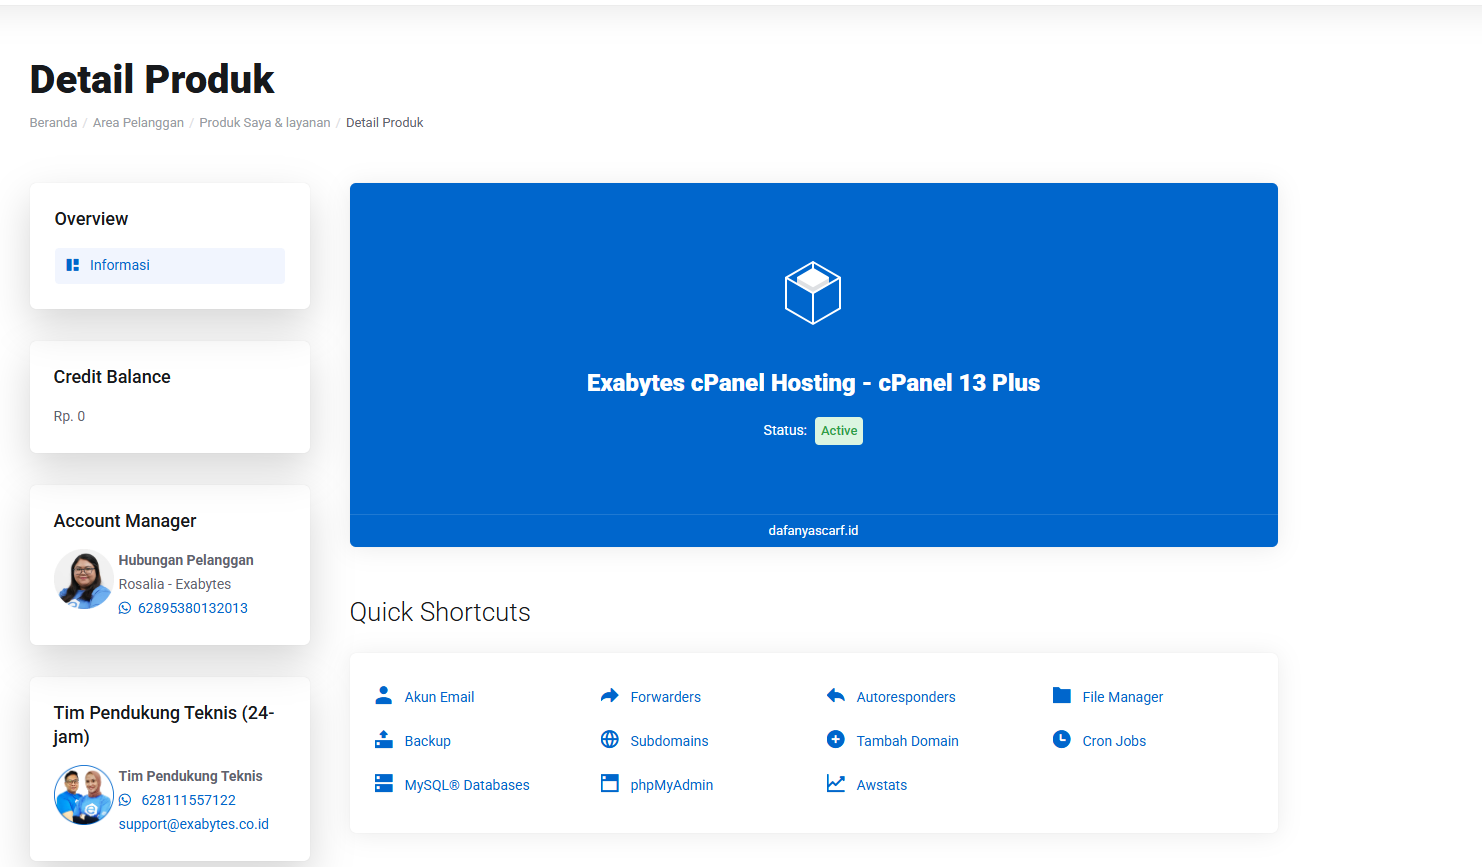 Detail Produk
Beranda / Area Pelanggan / Produk Saya & layanan / Detail Produk
Overview
Informasi
Credit Balance
Rp. 0
Account Manager
Hubungan Pelanggan
Rosalia - Exabytes
62895380132013
Tim Pendukung Teknis (24-
jam)
Tim Pendukung Teknis
628111557122
support@exabytes.co.id
Exabytes cPanel Hosting - cPanel 13 Plus
Status: Active
dafanyascarf.id
Quick Shortcuts
Akun Email Forwarders Autoresponders File Manager
Backup Subdomains Tambah Domain Cron Jobs
MySQL® Databases phpMyAdmin Awstats